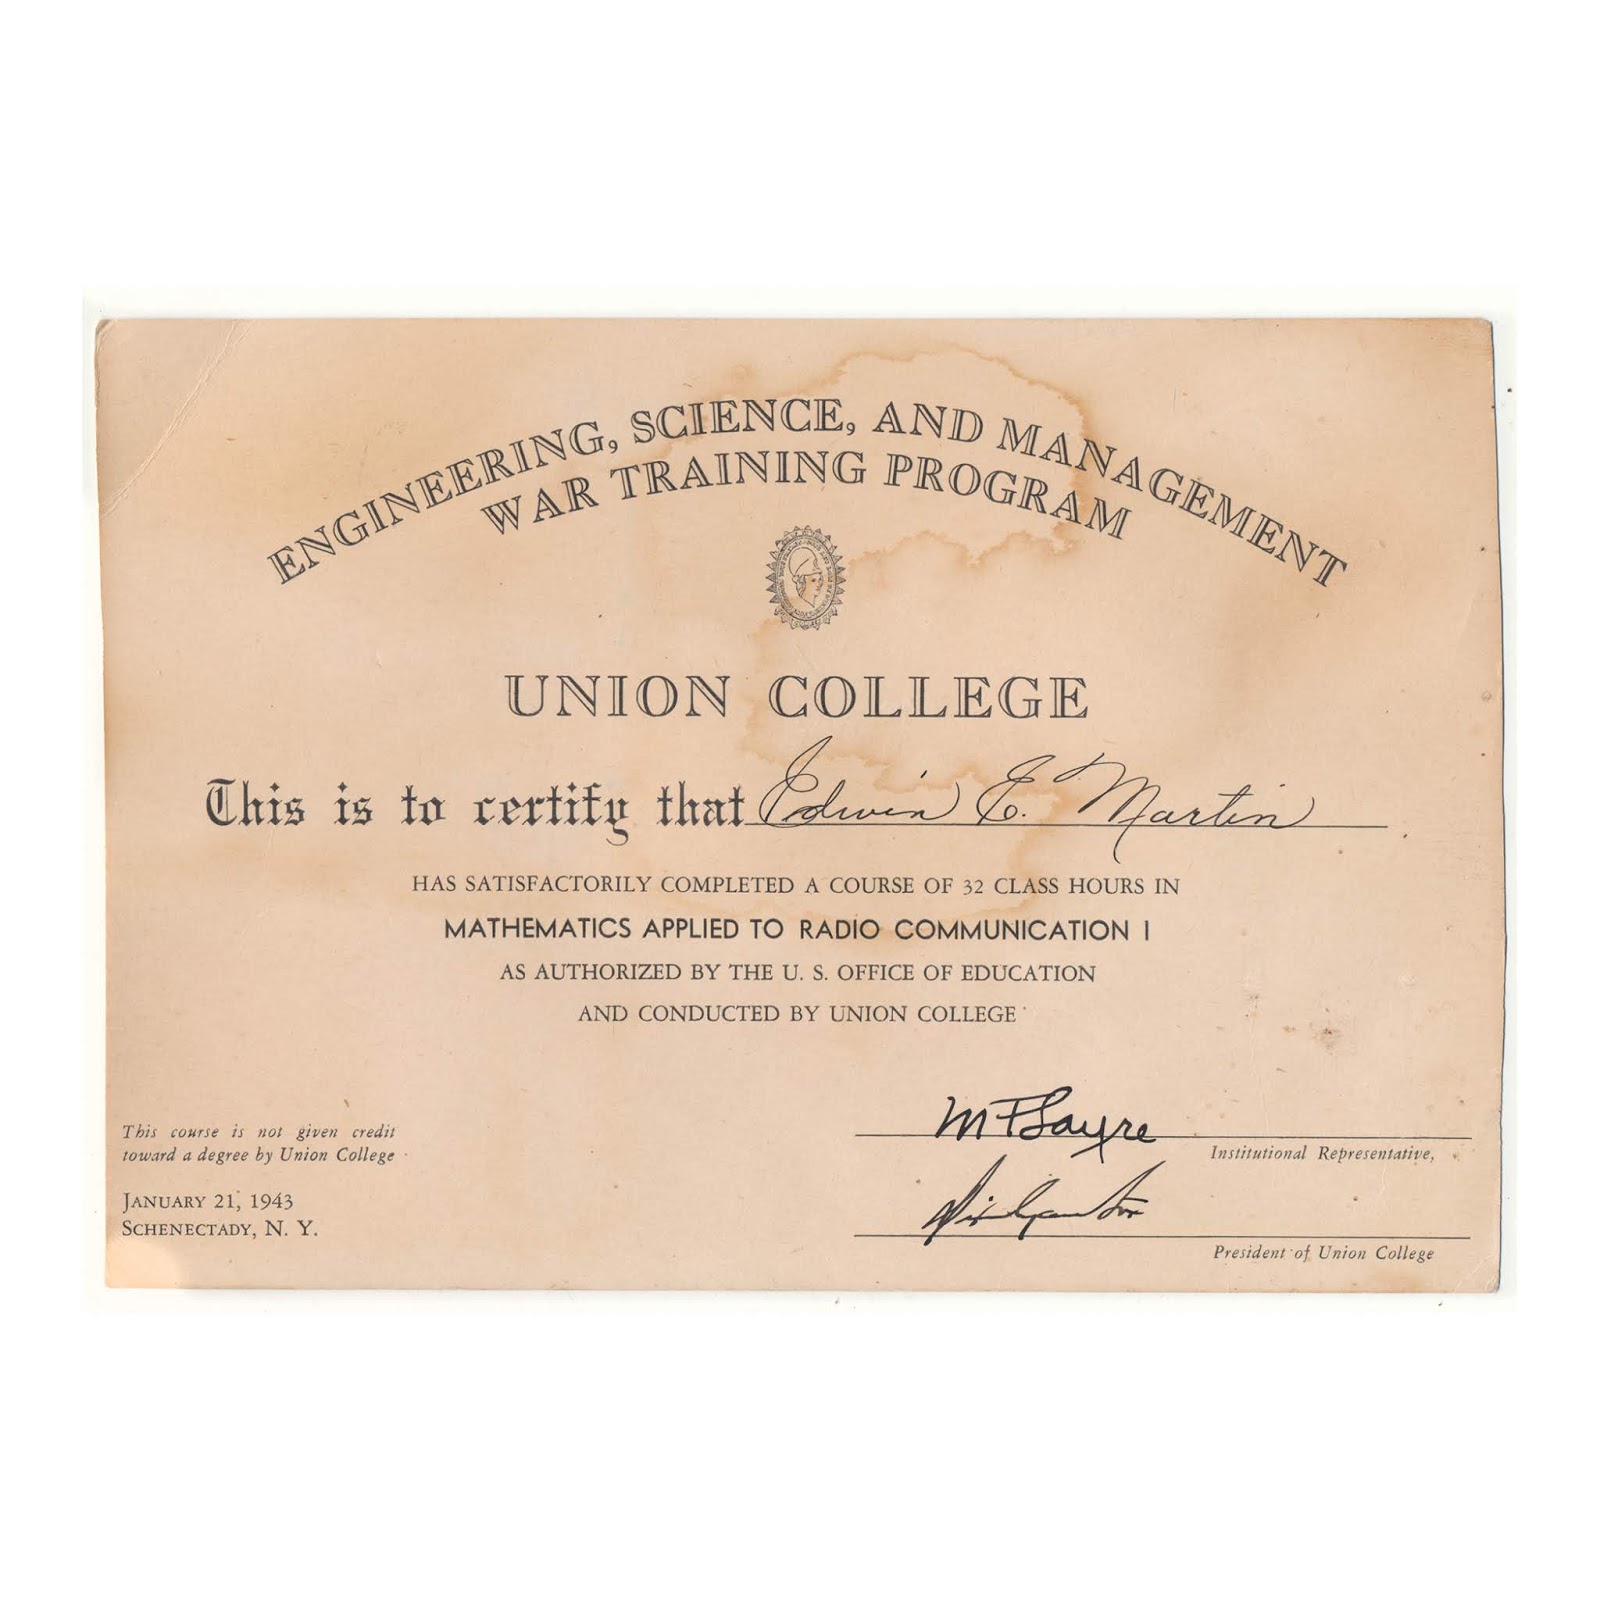 ENGINEERING, SCIENCE, AND MANAGEMENT
WAR TRAINING PROGRAM
UNION COLLEGE
This is to certify that Edwin E. Martin
HAS SATISFACTORILY COMPLETED A COURSE OF 32 CLASS HOURS IN
MATHEMATICS APPLIED TO RADIO COMMUNICATION I
AS AUTHORIZED BY THE U. S. OFFICE OF EDUCATION
AND CONDUCTED BY UNION COLLEGE
This course is not given credit
toward a degree by Union College
JANUARY 21, 1943
SCHENECTADY, N. Y.
M F Sayre
Institutional Representative,
President of Union College